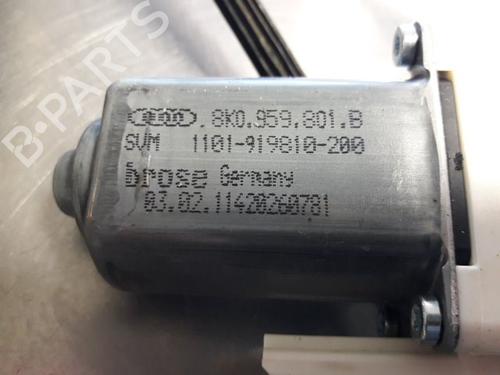 8K0.959.801.B
SVM 1101-919810-200
brose Germany
03.02.11420260781
B-PARTS